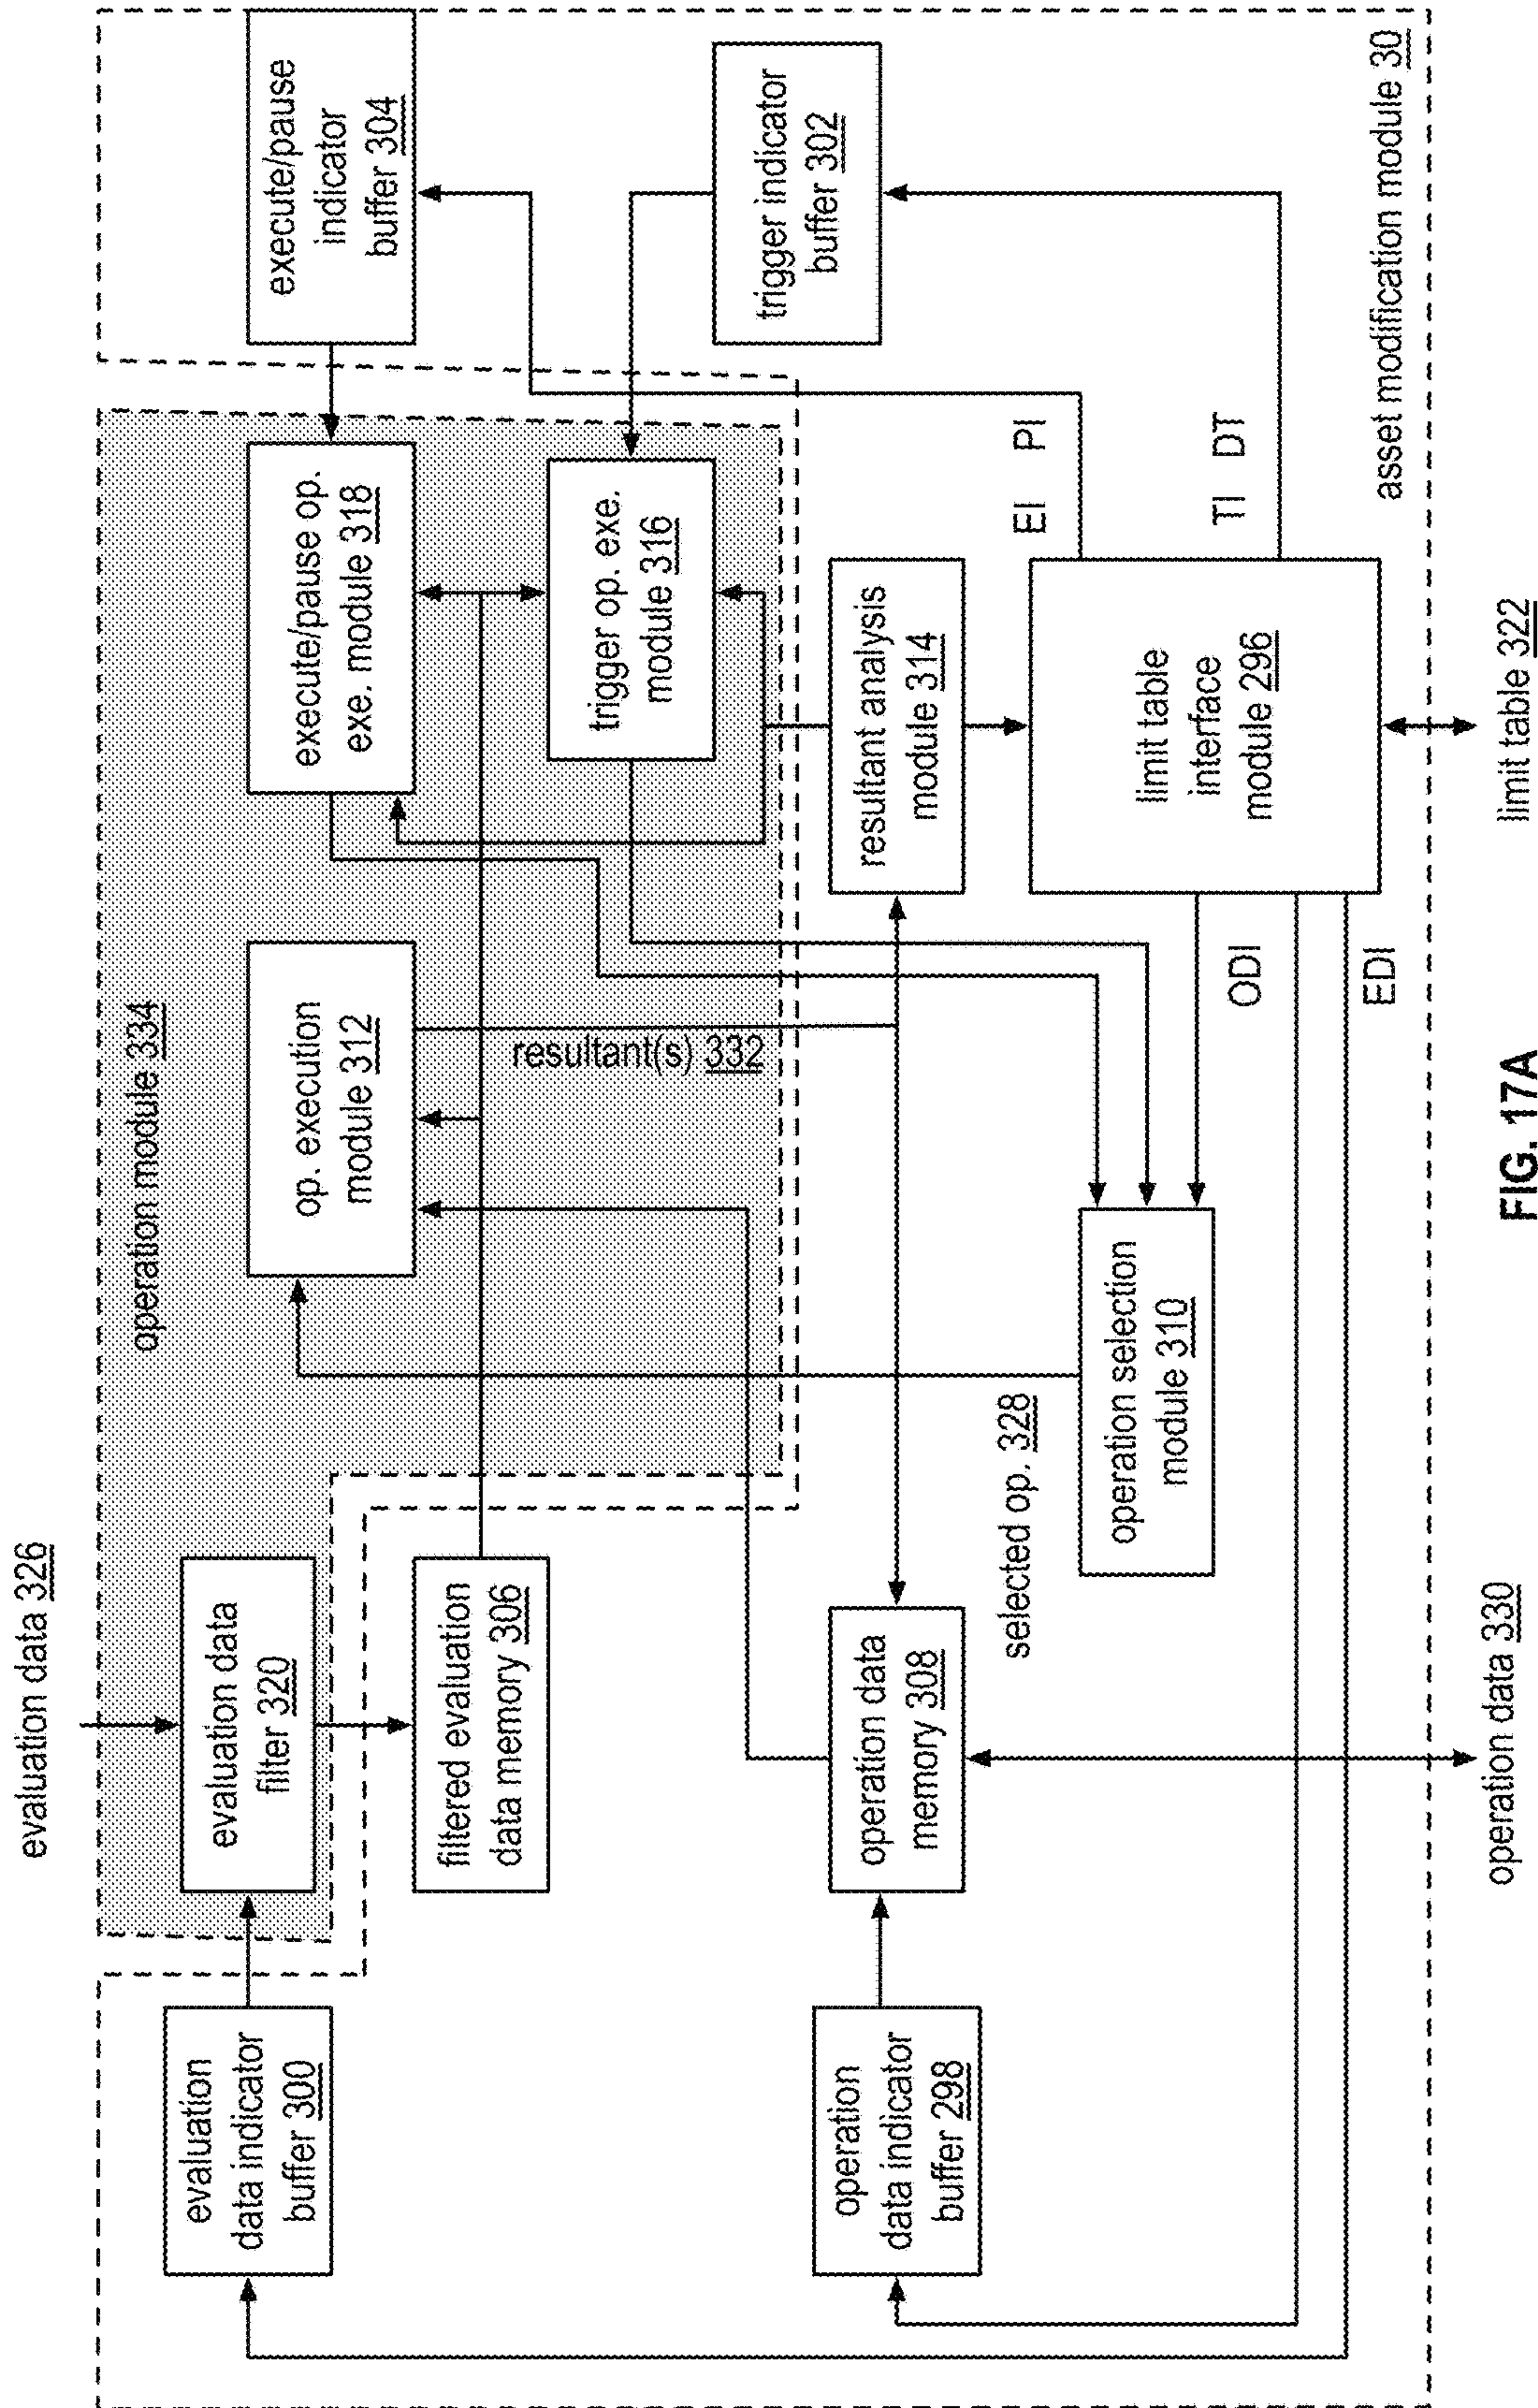 evaluation data 326
operation module 334
evaluation
data indicator
buffer 300
evaluation data
filter 320
op. execution
module 312
execute/pause op.
exe. module 318
execute/pause
indicator
buffer 304
filtered evaluation
data memory 306
resultant(s) 332
trigger op. exe.
module 316
trigger indicator
buffer 302
operation
data indicator
buffer 298
operation data
memory 308
selected op. 328
resultant analysis
module 314
EI PI
operation selection
module 310
ODI
EDI
limit table
interface
module 296
TI DT
asset modification module 30
operation data 330
limit table 322
FIG. 17A